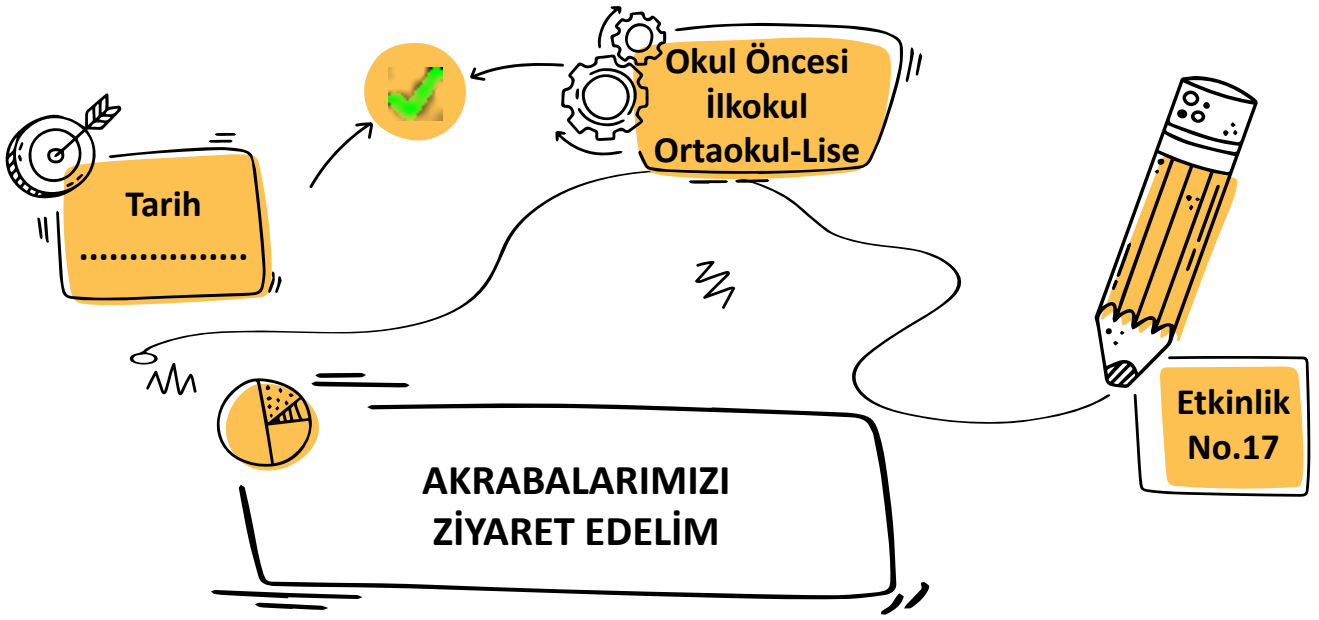 Okul Öncesi
İlkokul
Ortaokul-Lise
Tarih
.................
Etkinlik
No.17
AKRABALARIMIZI
ZİYARET EDELİM